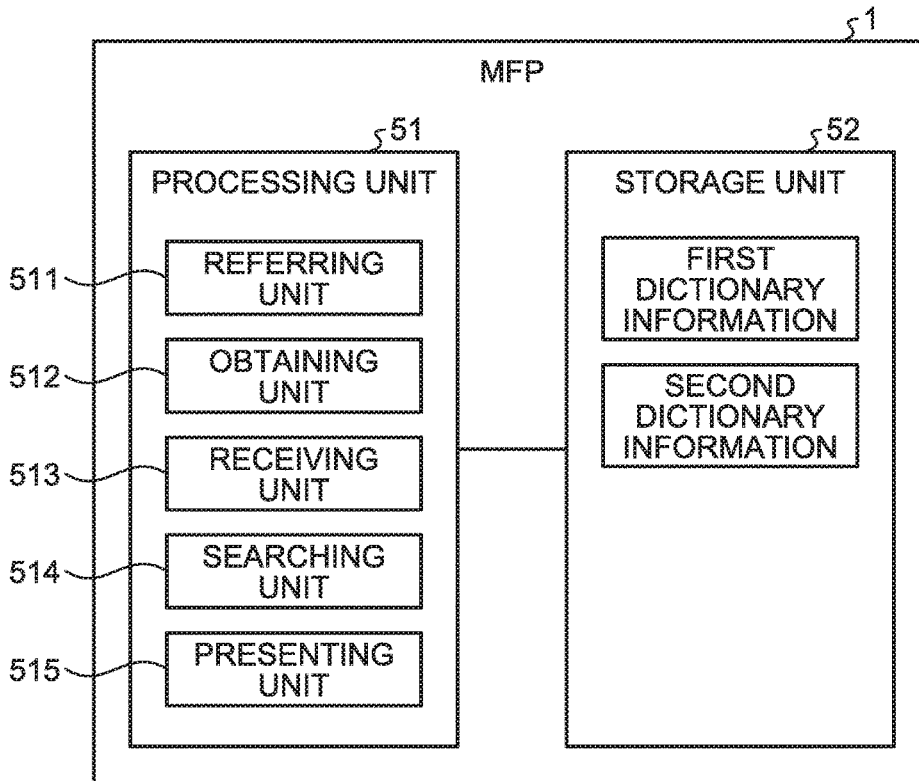 1
MFP
51
PROCESSING UNIT
511
REFERRING
UNIT
512
OBTAINING
UNIT
513
RECEIVING
UNIT
514
SEARCHING
UNIT
515
PRESENTING
UNIT
52
STORAGE UNIT
FIRST
DICTIONARY
INFORMATION
SECOND
DICTIONARY
INFORMATION